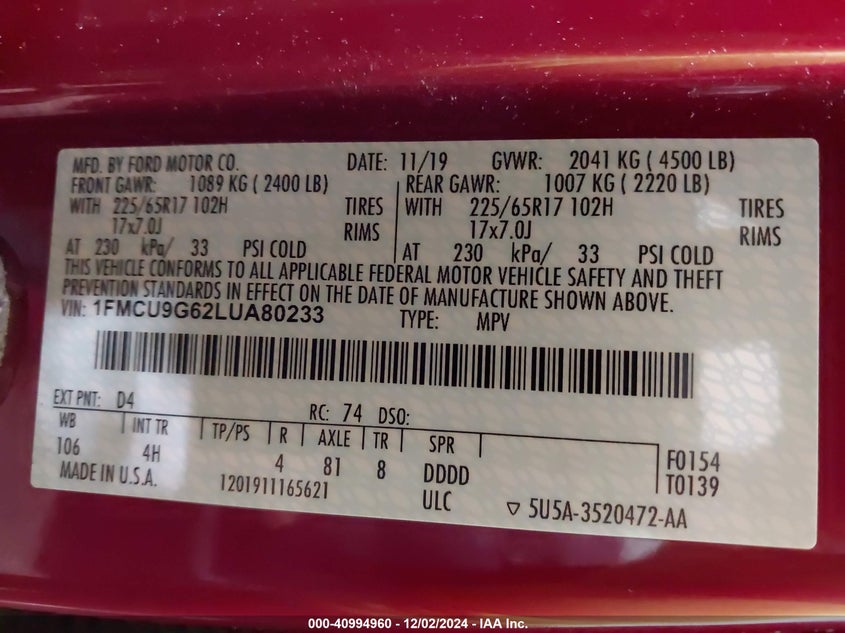 MFD. BY FORD MOTOR CO. DATE: 11/19 GVWR: 2041 KG ( 4500 LB)
FRONT GAWR: 1089 KG ( 2400 LB) REAR GAWR: 1007 KG ( 2220 LB)
WITH 225/65R17 102H TIRES WITH 225/65R17 102H TIRES
17x7.0J RIMS 17x7.0J RIMS
AT 230 kPa/ 33 PSI COLD AT 230 kPa/ 33 PSI COLD
THIS VEHICLE CONFORMS TO ALL APPLICABLE FEDERAL MOTOR VEHICLE SAFETY AND THEFT
PREVENTION STANDARDS IN EFFECT ON THE DATE OF MANUFACTURE SHOWN ABOVE.
VIN: 1FMCU9G62LUA80233 TYPE: MPV
EXT PNT: D4 RC: 74 DSO:
WB INT TR TP/PS R AXLE TR SPR
106 4H 4 81 8 DDDD F0154
MADE IN U.S.A. 1201911165621 ULC T0139
5U5A-3520472-AA
000-40994960 - 12/02/2024 - IAA Inc.